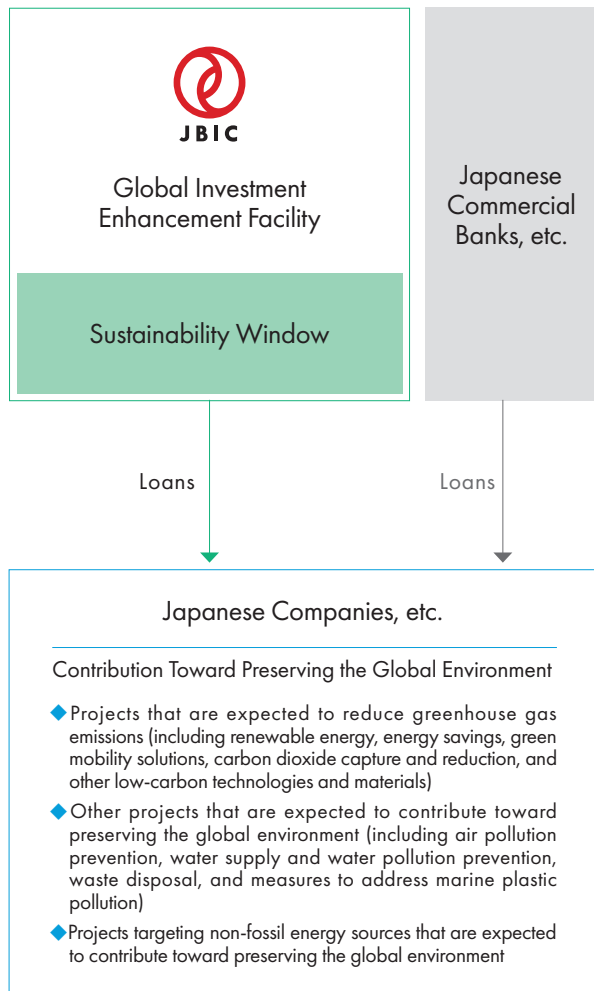 JBIC
Global Investment
Enhancement Facility
Sustainability Window
Japanese
Commercial
Banks, etc.
Loans
Loans
Japanese Companies, etc.
Contribution Toward Preserving the Global Environment
◆Projects that are expected to reduce greenhouse gas
emissions (including renewable energy, energy savings, green
mobility solutions, carbon dioxide capture and reduction, and
other low-carbon technologies and materials)
◆Other projects that are expected to contribute toward
preserving the global environment (including air pollution
prevention, water supply and water pollution prevention,
waste disposal, and measures to address marine plastic
pollution)
◆Projects targeting non-fossil energy sources that are expected
to contribute toward preserving the global environment